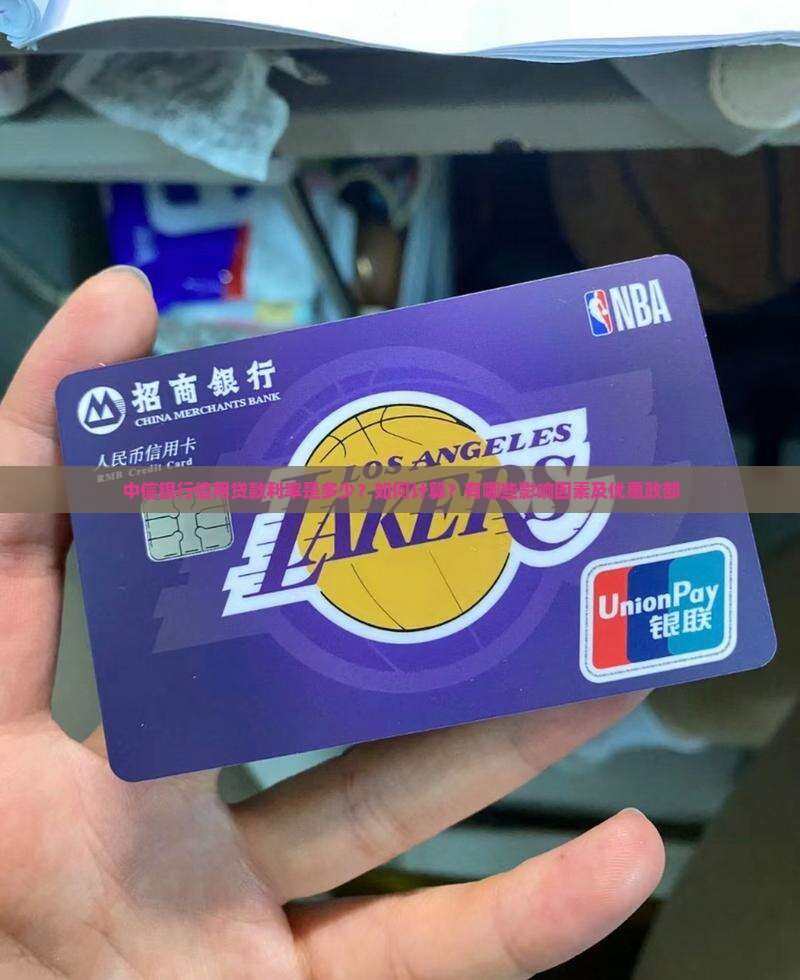 NBA
招商銀行
CHINA MERCHANTS BANK
人民币信用卡
RMB Credit Card
LOS ANGELES
LAKERS
中信银行信用贷款利率是多少？如何计算？有哪些影响因素及优惠政部
UnionPay
银联